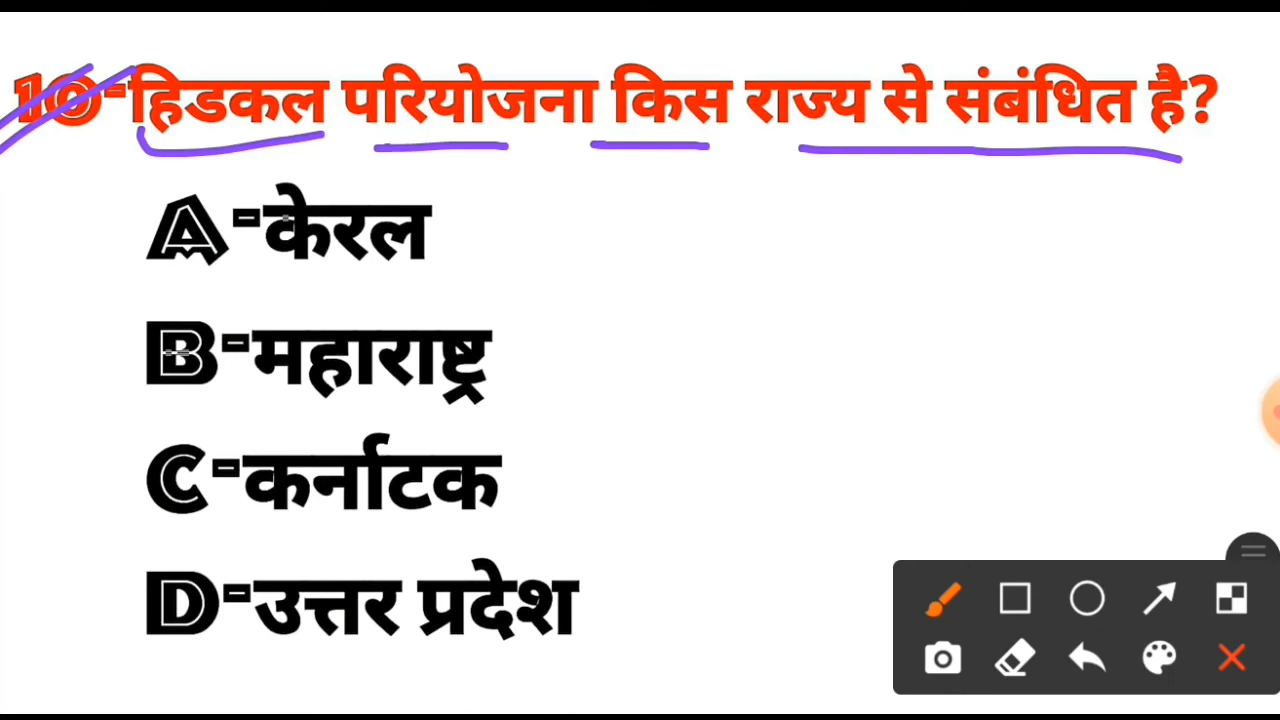 10-हिडकल परियोजना किस राज्य से संबंधित है?
A-केरल
B-महाराष्ट्र
C-कर्नाटक
D-उत्तर प्रदेश